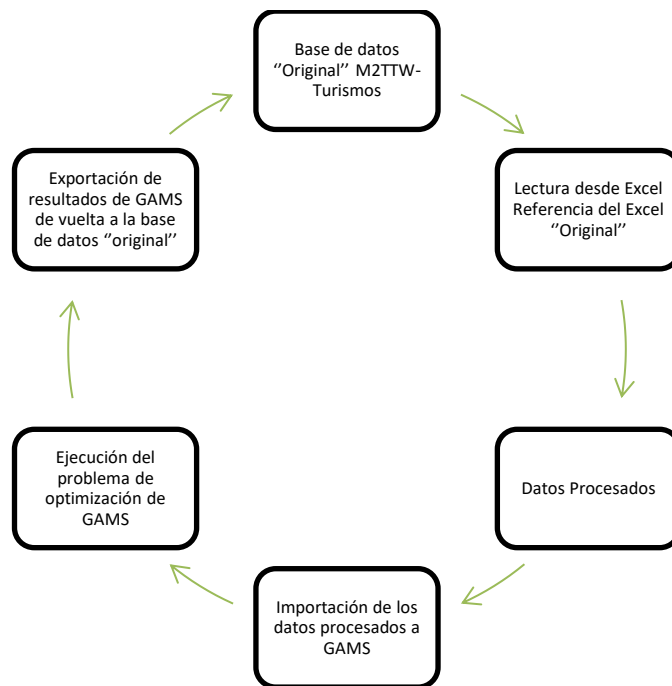 Base de datos
‘’Original’’ M2TTW-
Turismos
Lectura desde Excel
Referencia del Excel
‘’Original’’
Datos Procesados
Importación de los
datos procesados a
GAMS
Ejecución del
problema de
optimización de
GAMS
Exportación de
resultados de GAMS
de vuelta a la base
de datos ‘’original’’